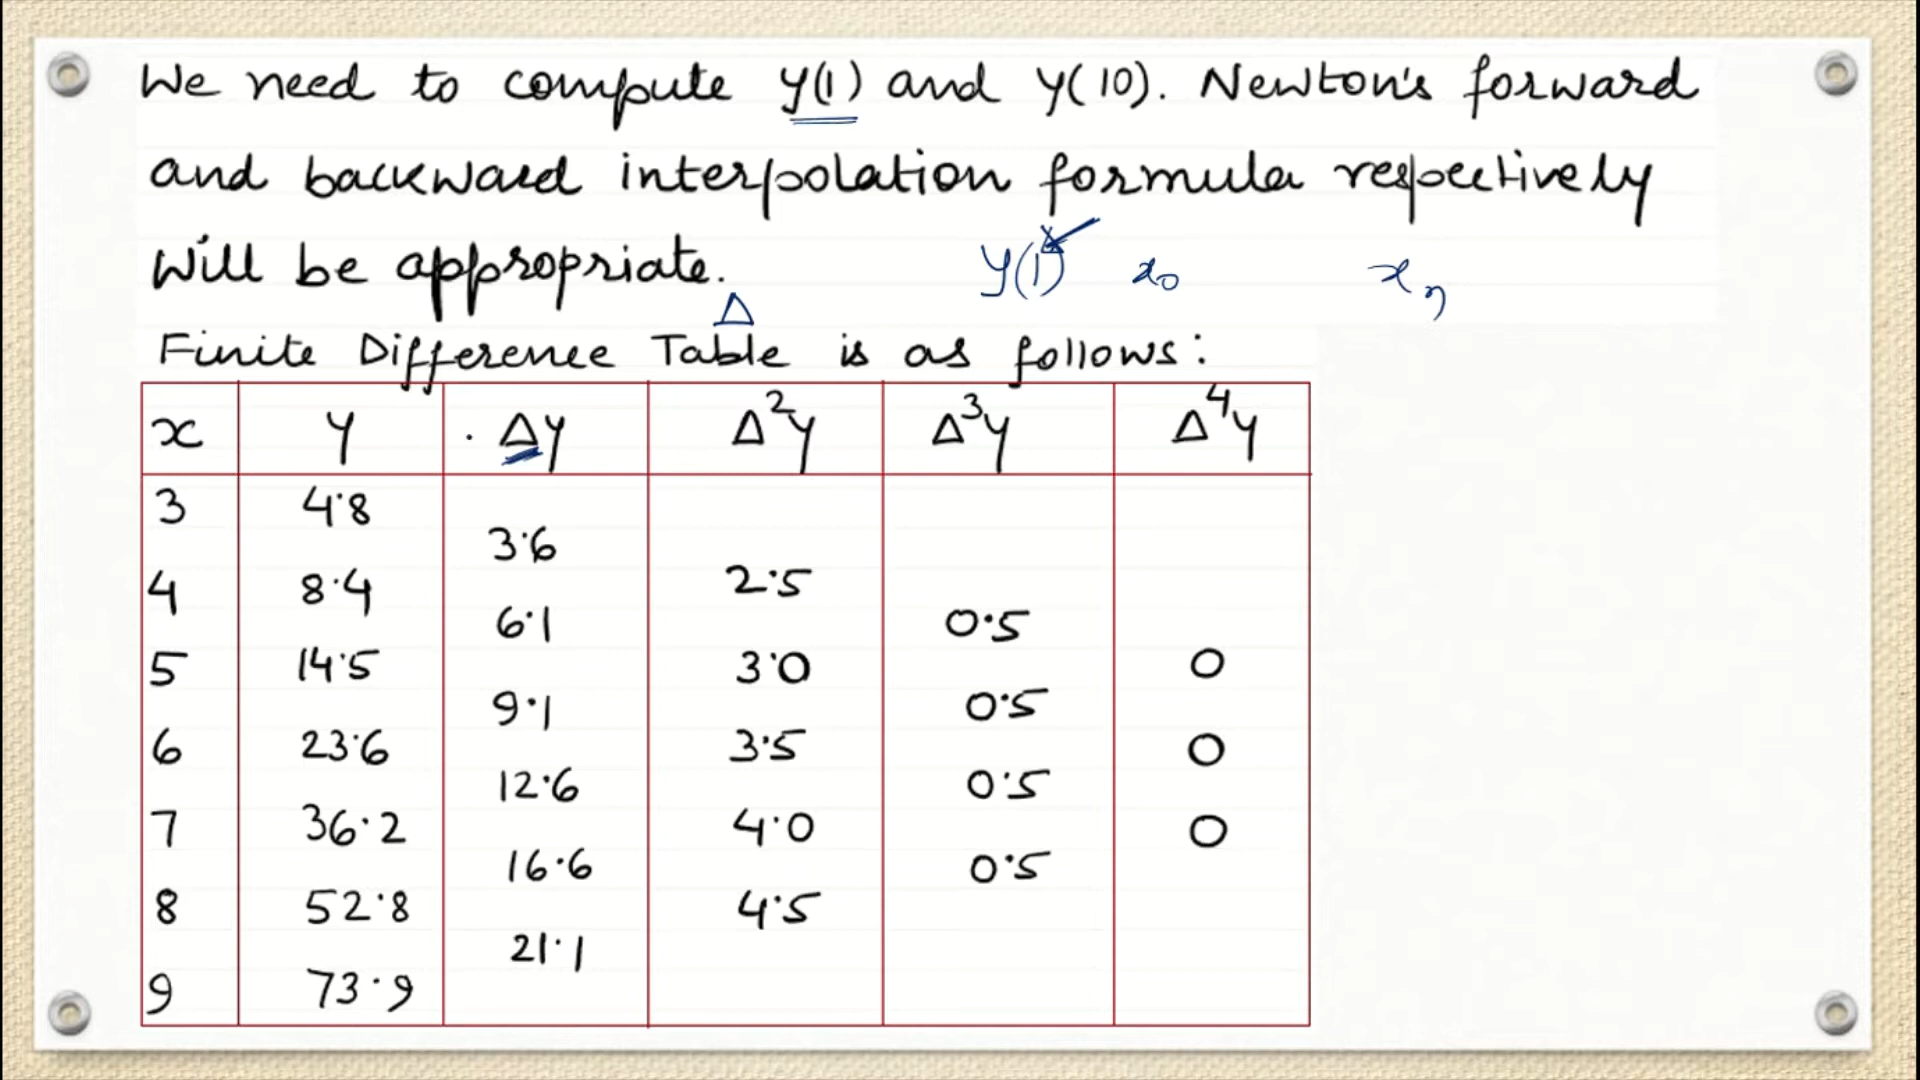 We need to compute y(1) and y(10). Newton's forward
and backward interpolation formula respectively
will be appropriate.
y(1) x₀ xₙ
Δ
Finite Difference Table is as follows:
x y Δy Δ²y Δ³y Δ⁴y
3 4·8
3·6
4 8·4 2·5
6·1 0·5
5 14·5 3·0 0
9·1 0·5
6 23·6 3·5 0
12·6 0·5
7 36·2 4·0 0
16·6 0·5
8 52·8 4·5
21·1
9 73·9